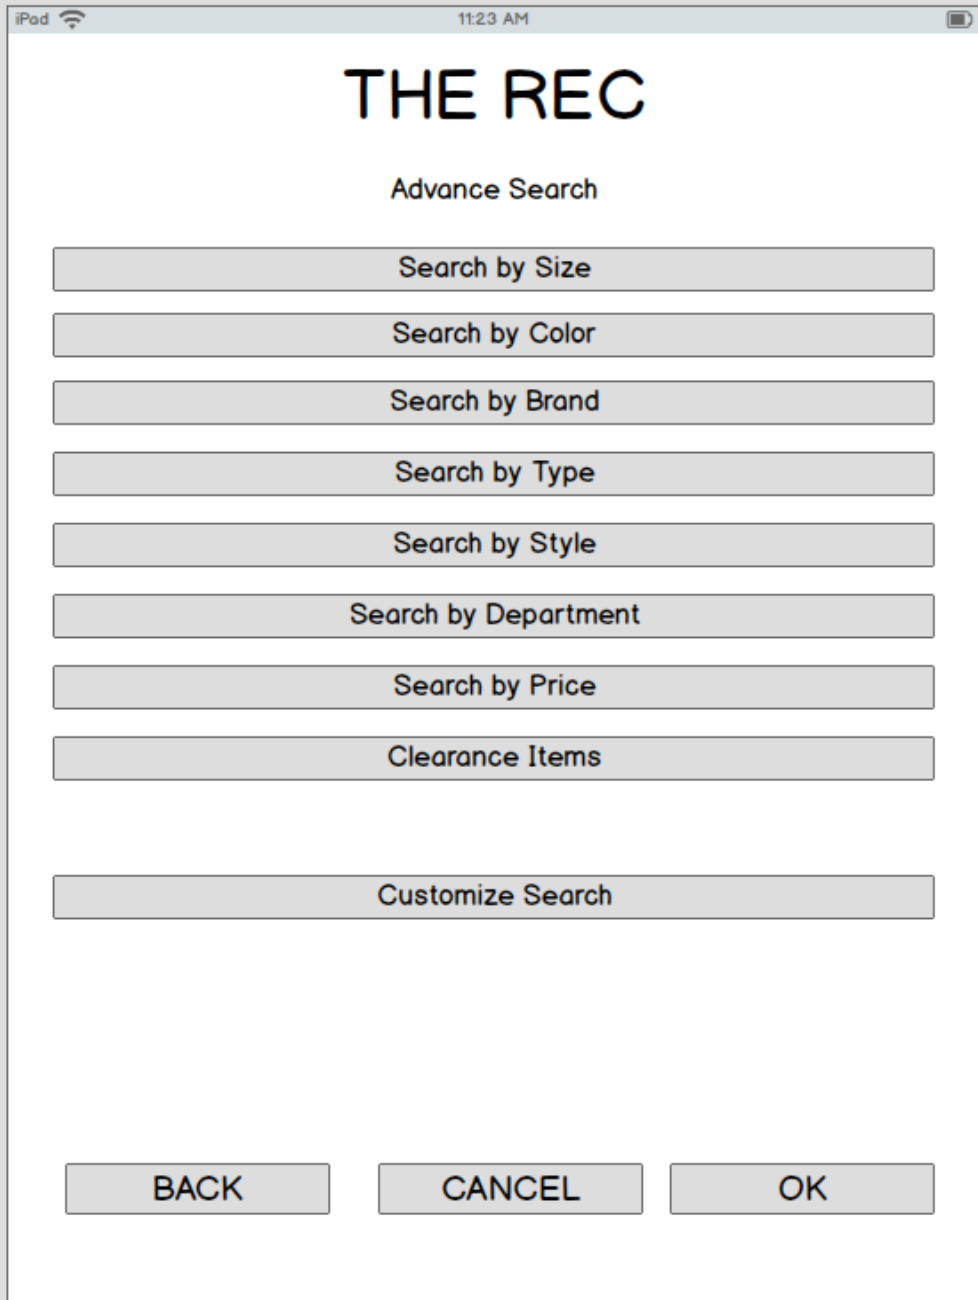 iPad 11:23 AM
THE REC
Advance Search
Search by Size
Search by Color
Search by Brand
Search by Type
Search by Style
Search by Department
Search by Price
Clearance Items
Customize Search
BACK CANCEL OK